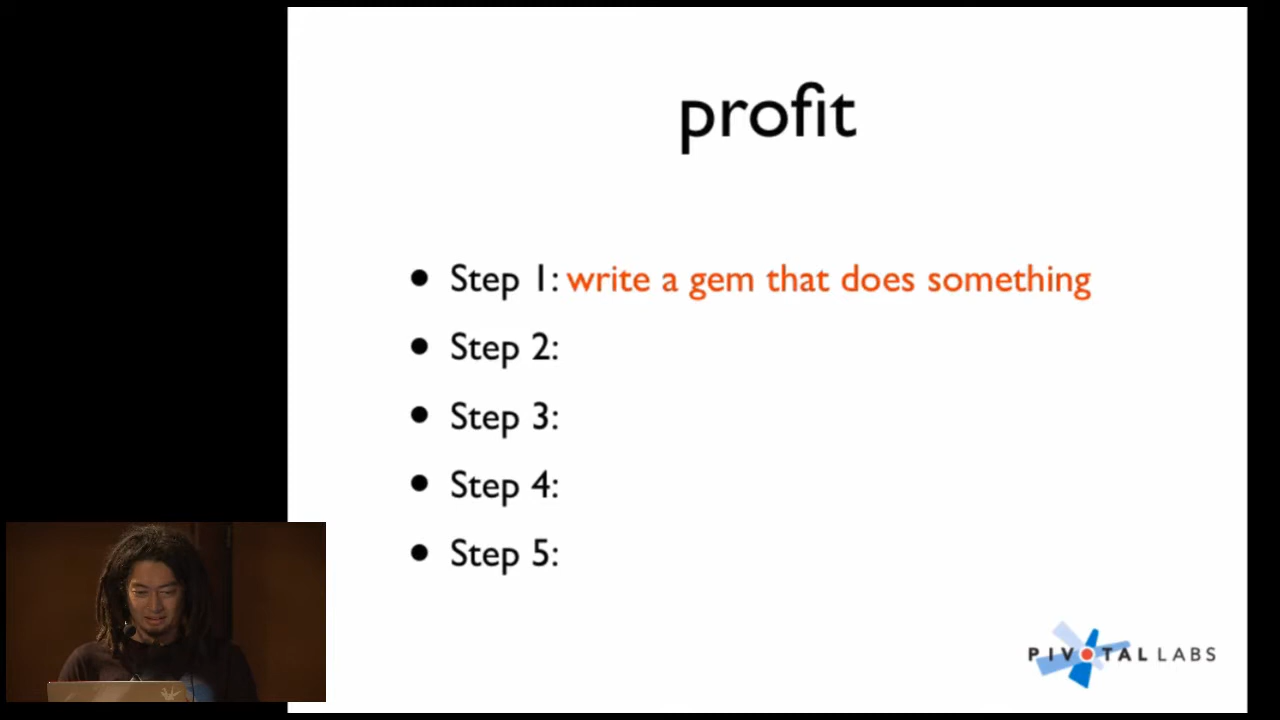 profit
• Step 1: write a gem that does something
• Step 2:
• Step 3:
• Step 4:
• Step 5:
PIVOTAL LABS